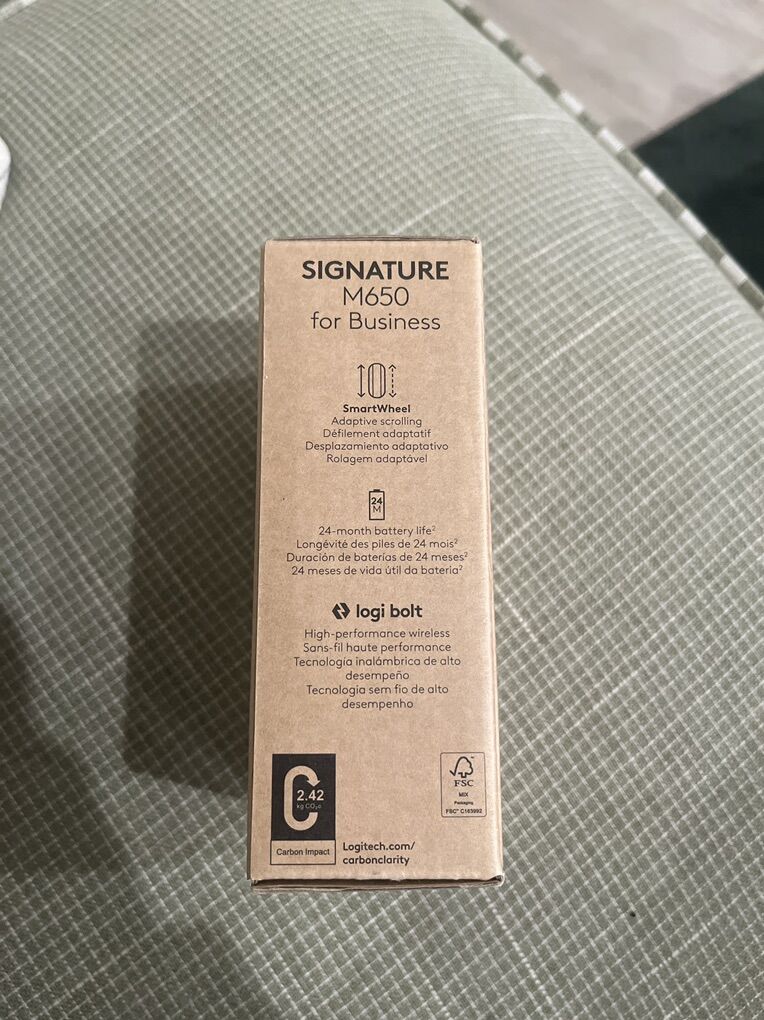 SIGNATURE
M650
for Business
SmartWheel
Adaptive scrolling
Défilement adaptatif
Desplazamiento adaptativo
Rolagem adaptável
24
M
24-month battery life²
Longévité des piles de 24 mois²
Duración de baterías de 24 meses²
24 meses de vida útil da bateria²
logi bolt
High-performance wireless
Sans-fil haute performance
Tecnología inalámbrica de alto
desempeño
Tecnologia sem fio de alto
desempenho
2.42
kg CO₂e
Carbon Impact
Logitech.com/
carbonclarity
FSC
MIX
Packaging
FSC® C163992